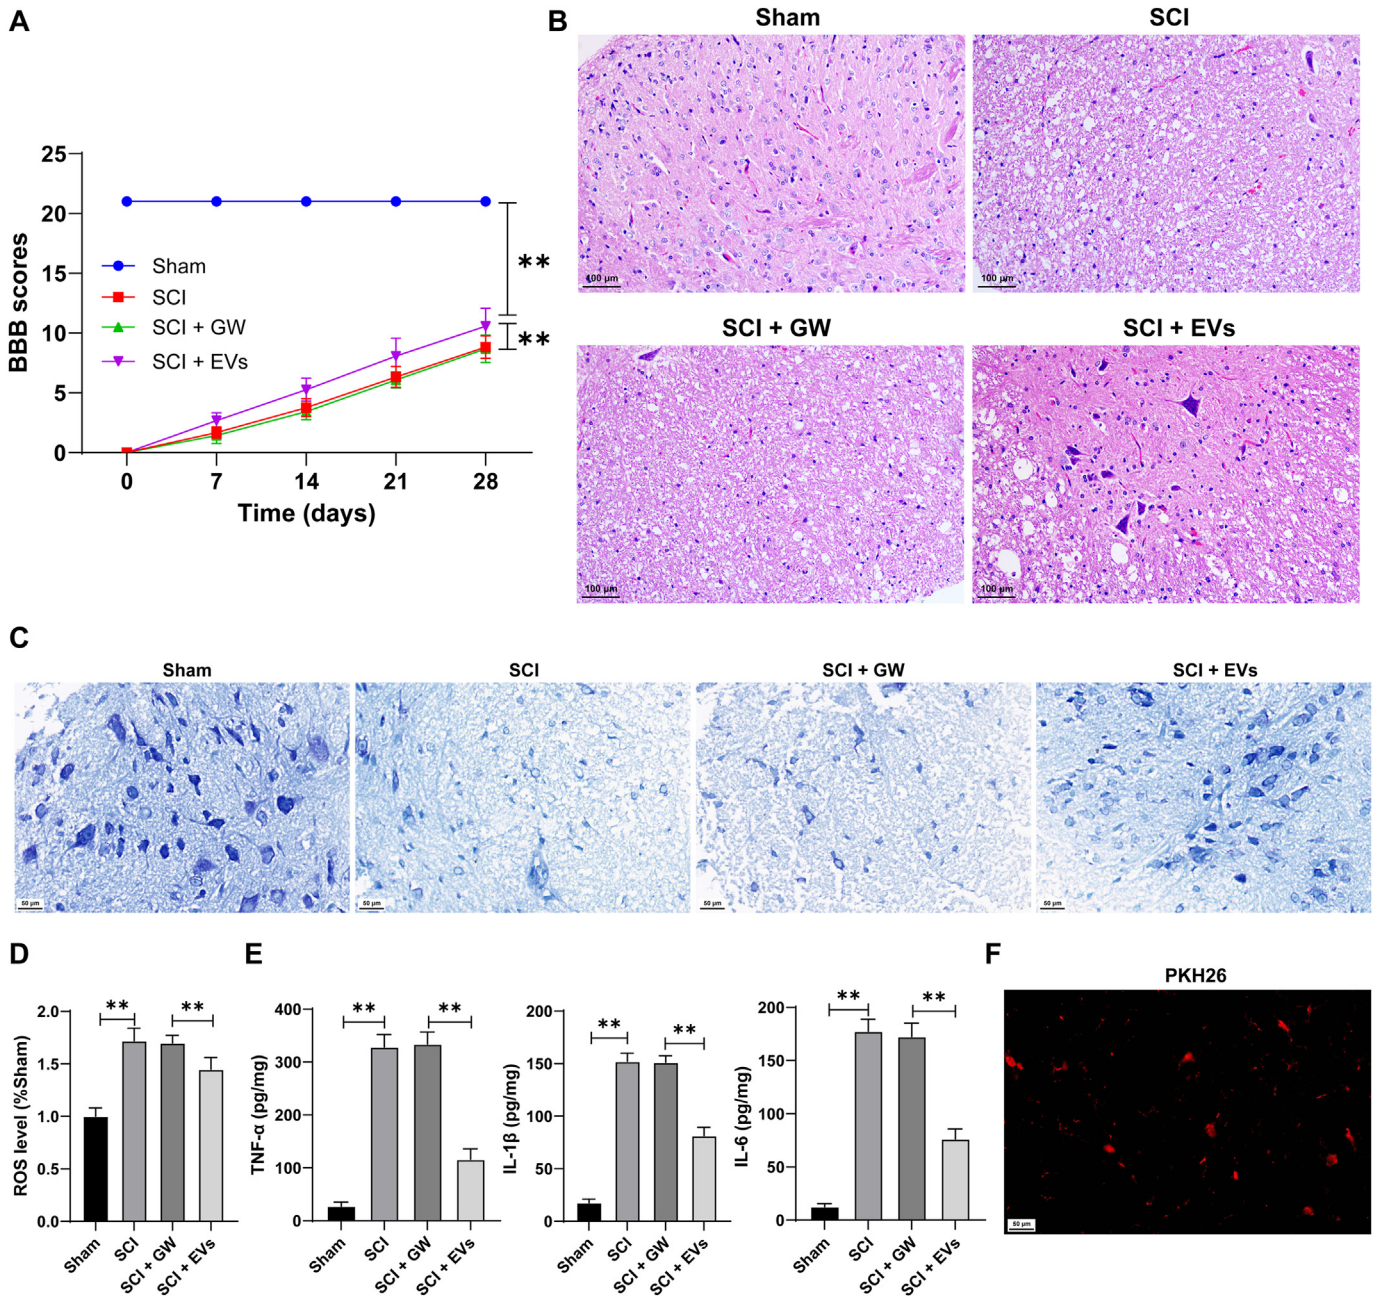 A
BBB scores
25
20
15
10
5
0
Sham
SCI
SCI + GW
SCI + EVs
**
**
0 7 14 21 28
Time (days)
B
Sham SCI
100 µm 100 µm
SCI + GW SCI + EVs
100 µm 100 µm
C
Sham SCI SCI + GW SCI + EVs
50 µm 50 µm 50 µm 50 µm
D
ROS level (%Sham)
2.0
1.5
1.0
0.5
0.0
** **
Sham SCI SCI + GW SCI + EVs
E
TNF-α (pg/mg)
400
300
200
100
0
** **
Sham SCI SCI + GW SCI + EVs
IL-1β (pg/mg)
200
150
100
50
0
** **
Sham SCI SCI + GW SCI + EVs
IL-6 (pg/mg)
200
150
100
50
0
** **
Sham SCI SCI + GW SCI + EVs
F
PKH26
50 µm